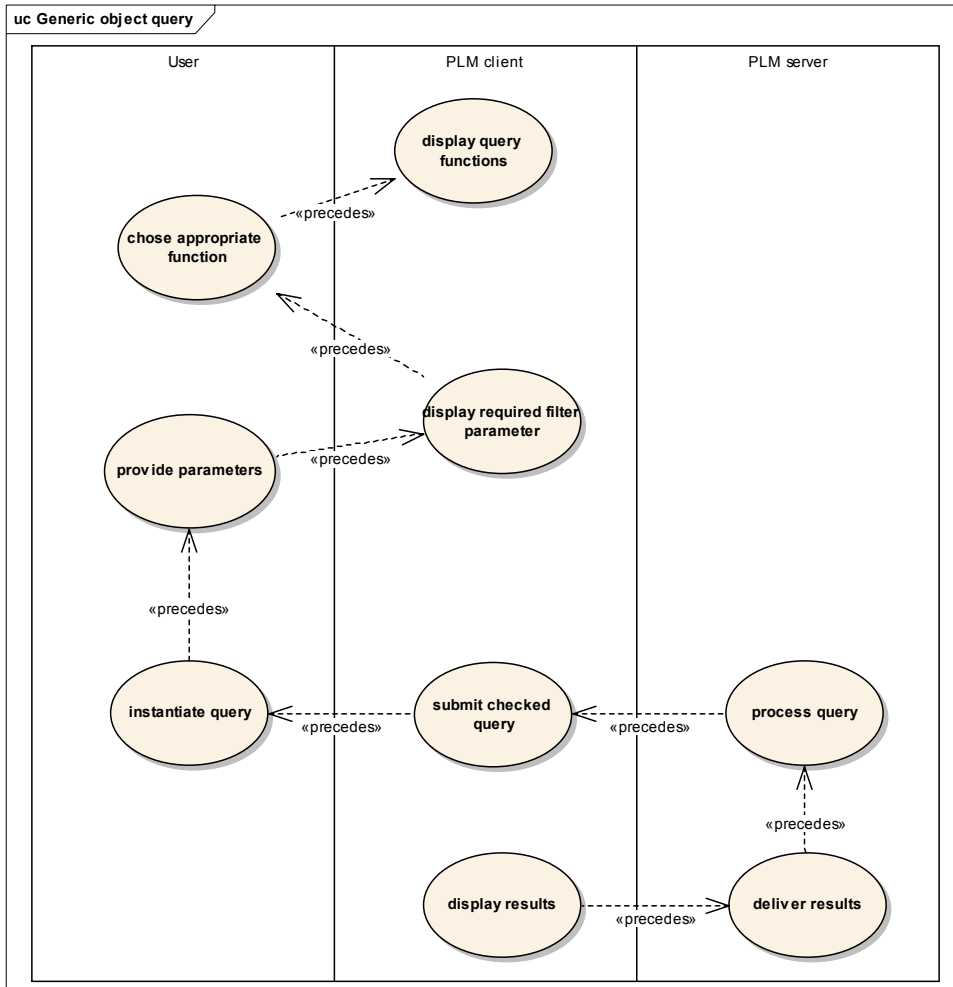 uc Generic object query
User
PLM client
PLM server
display query
functions
«precedes»
chose appropriate
function
«precedes»
display required filter
parameter
provide parameters
«precedes»
«precedes»
instantiate query
«precedes»
submit checked
query
«precedes»
process query
«precedes»
display results
«precedes»
deliver results